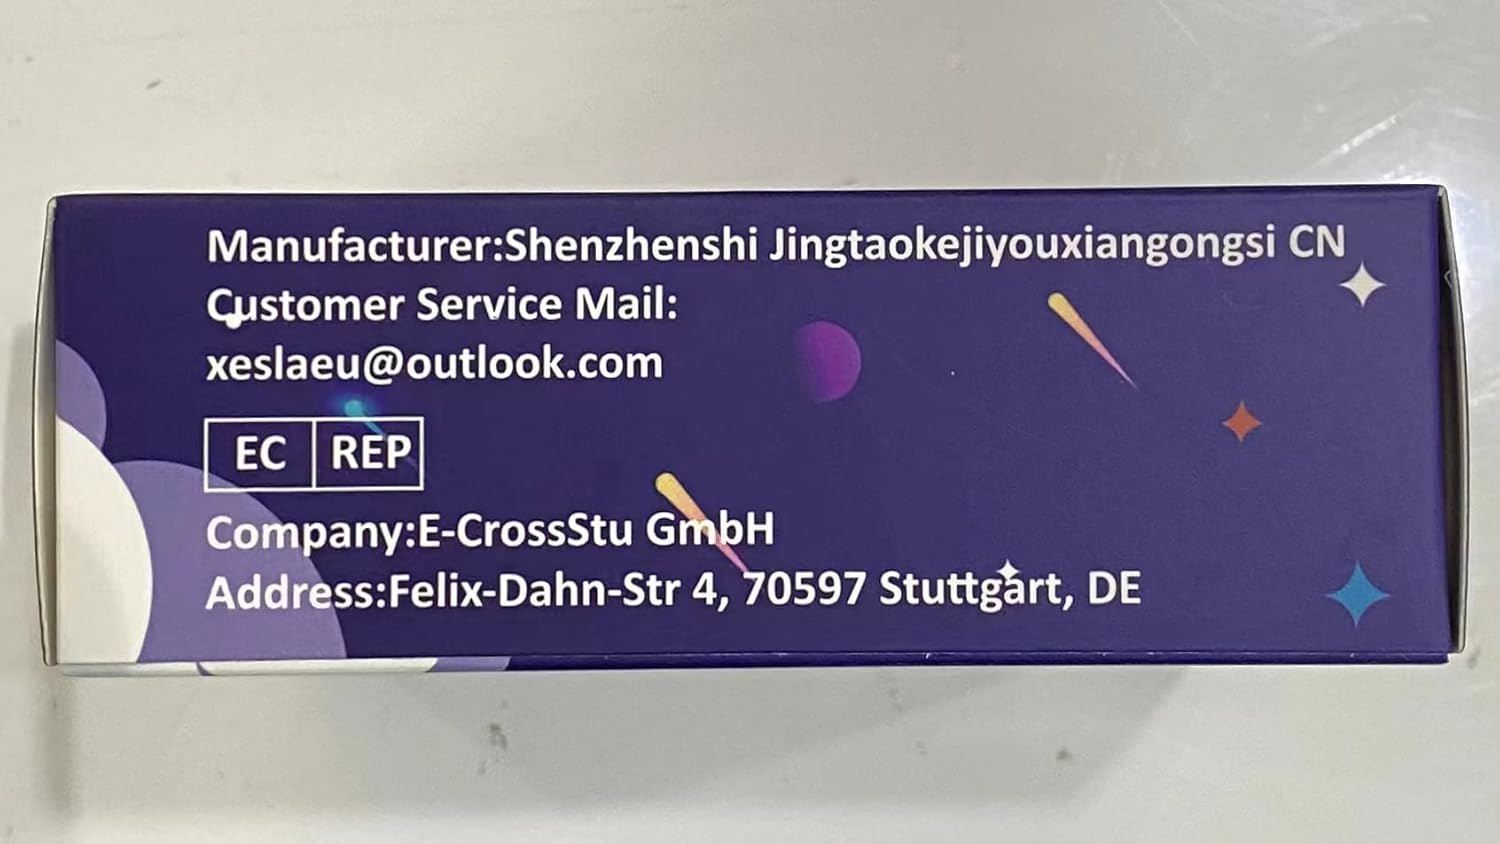 Manufacturer:Shenzhenshi Jingtaokejiyouxiangongsi CN
Customer Service Mail:
xeslaeu@outlook.com
EC REP
Company:E-CrossStu GmbH
Address:Felix-Dahn-Str 4, 70597 Stuttgart, DE